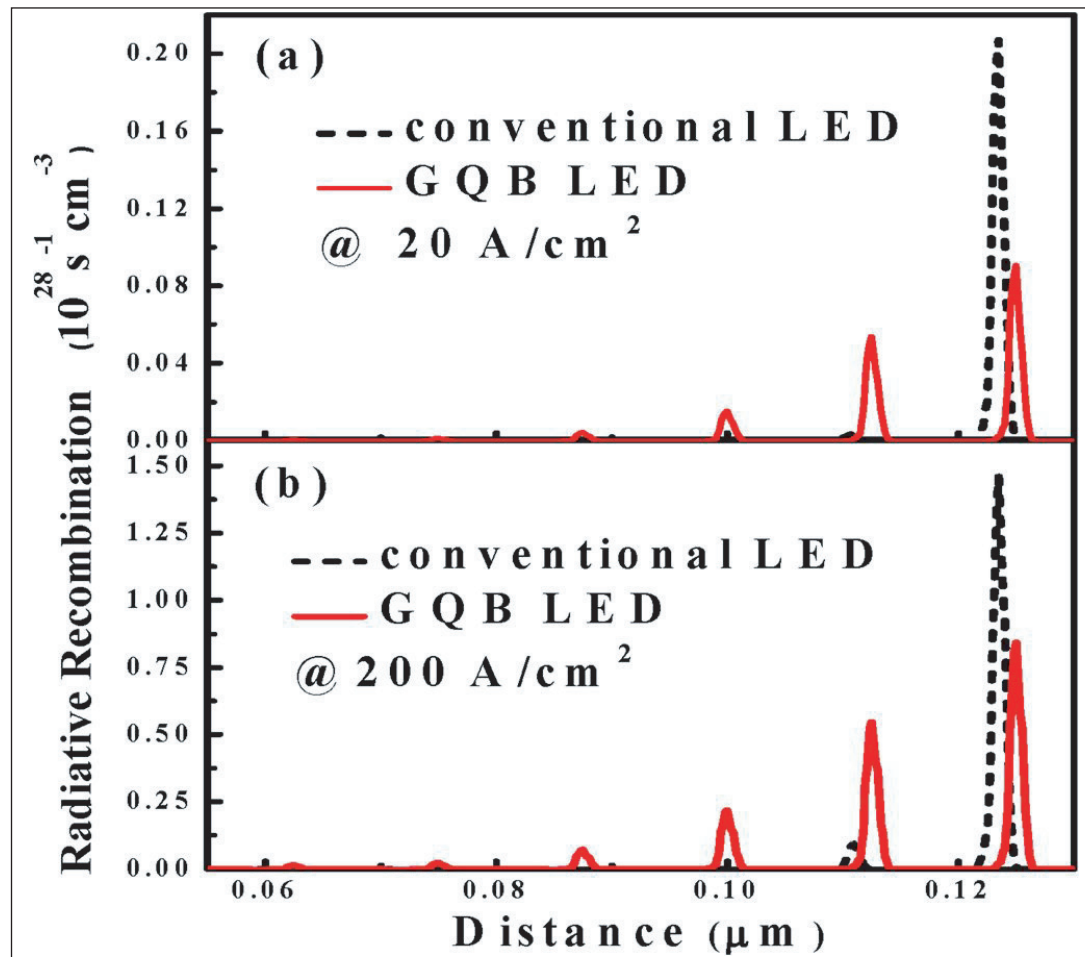 Radiative Recombination (10²⁸ s⁻¹ cm⁻³)
(a)
0.20
0.16
0.12
0.08
0.04
0.00
conventional LED
GQB LED
@ 20 A/cm²
(b)
1.50
1.25
1.00
0.75
0.50
0.25
0.00
conventional LED
GQB LED
@ 200 A/cm²
0.06 0.08 0.10 0.12
Distance (μm)